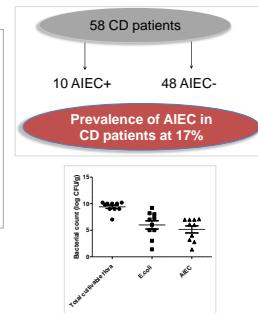 58 CD patients
10 AIEC+
48 AIEC-
Prevalence of AIEC in
CD patients at 17%
Bacterial count (log CFU/g)
15
10
5
0
Total cultivable flora
E.coli
AIEC